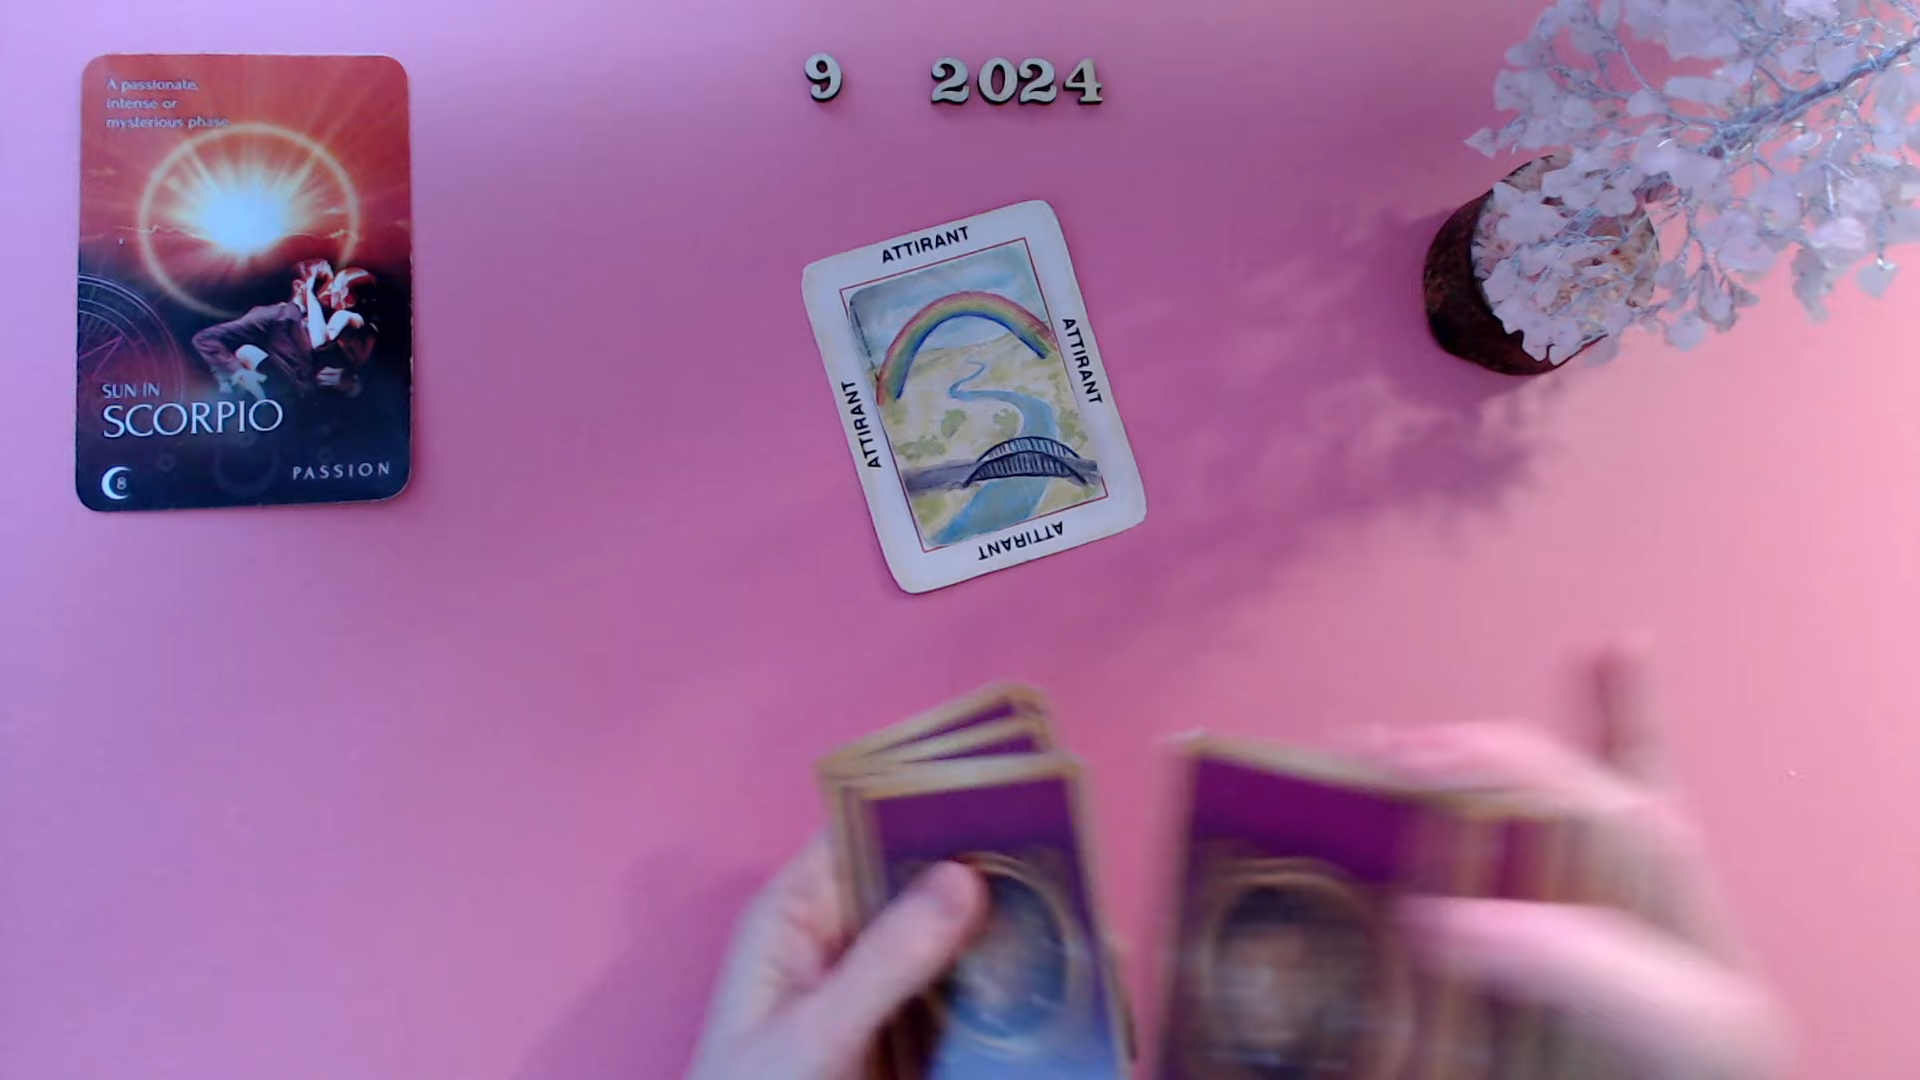 A passionate,
intense or
mysterious phase
SUN IN
SCORPIO
8
PASSION
9 2024
ATTIRANT
ATTIRANT
ATTIRANT
ATTIRANT